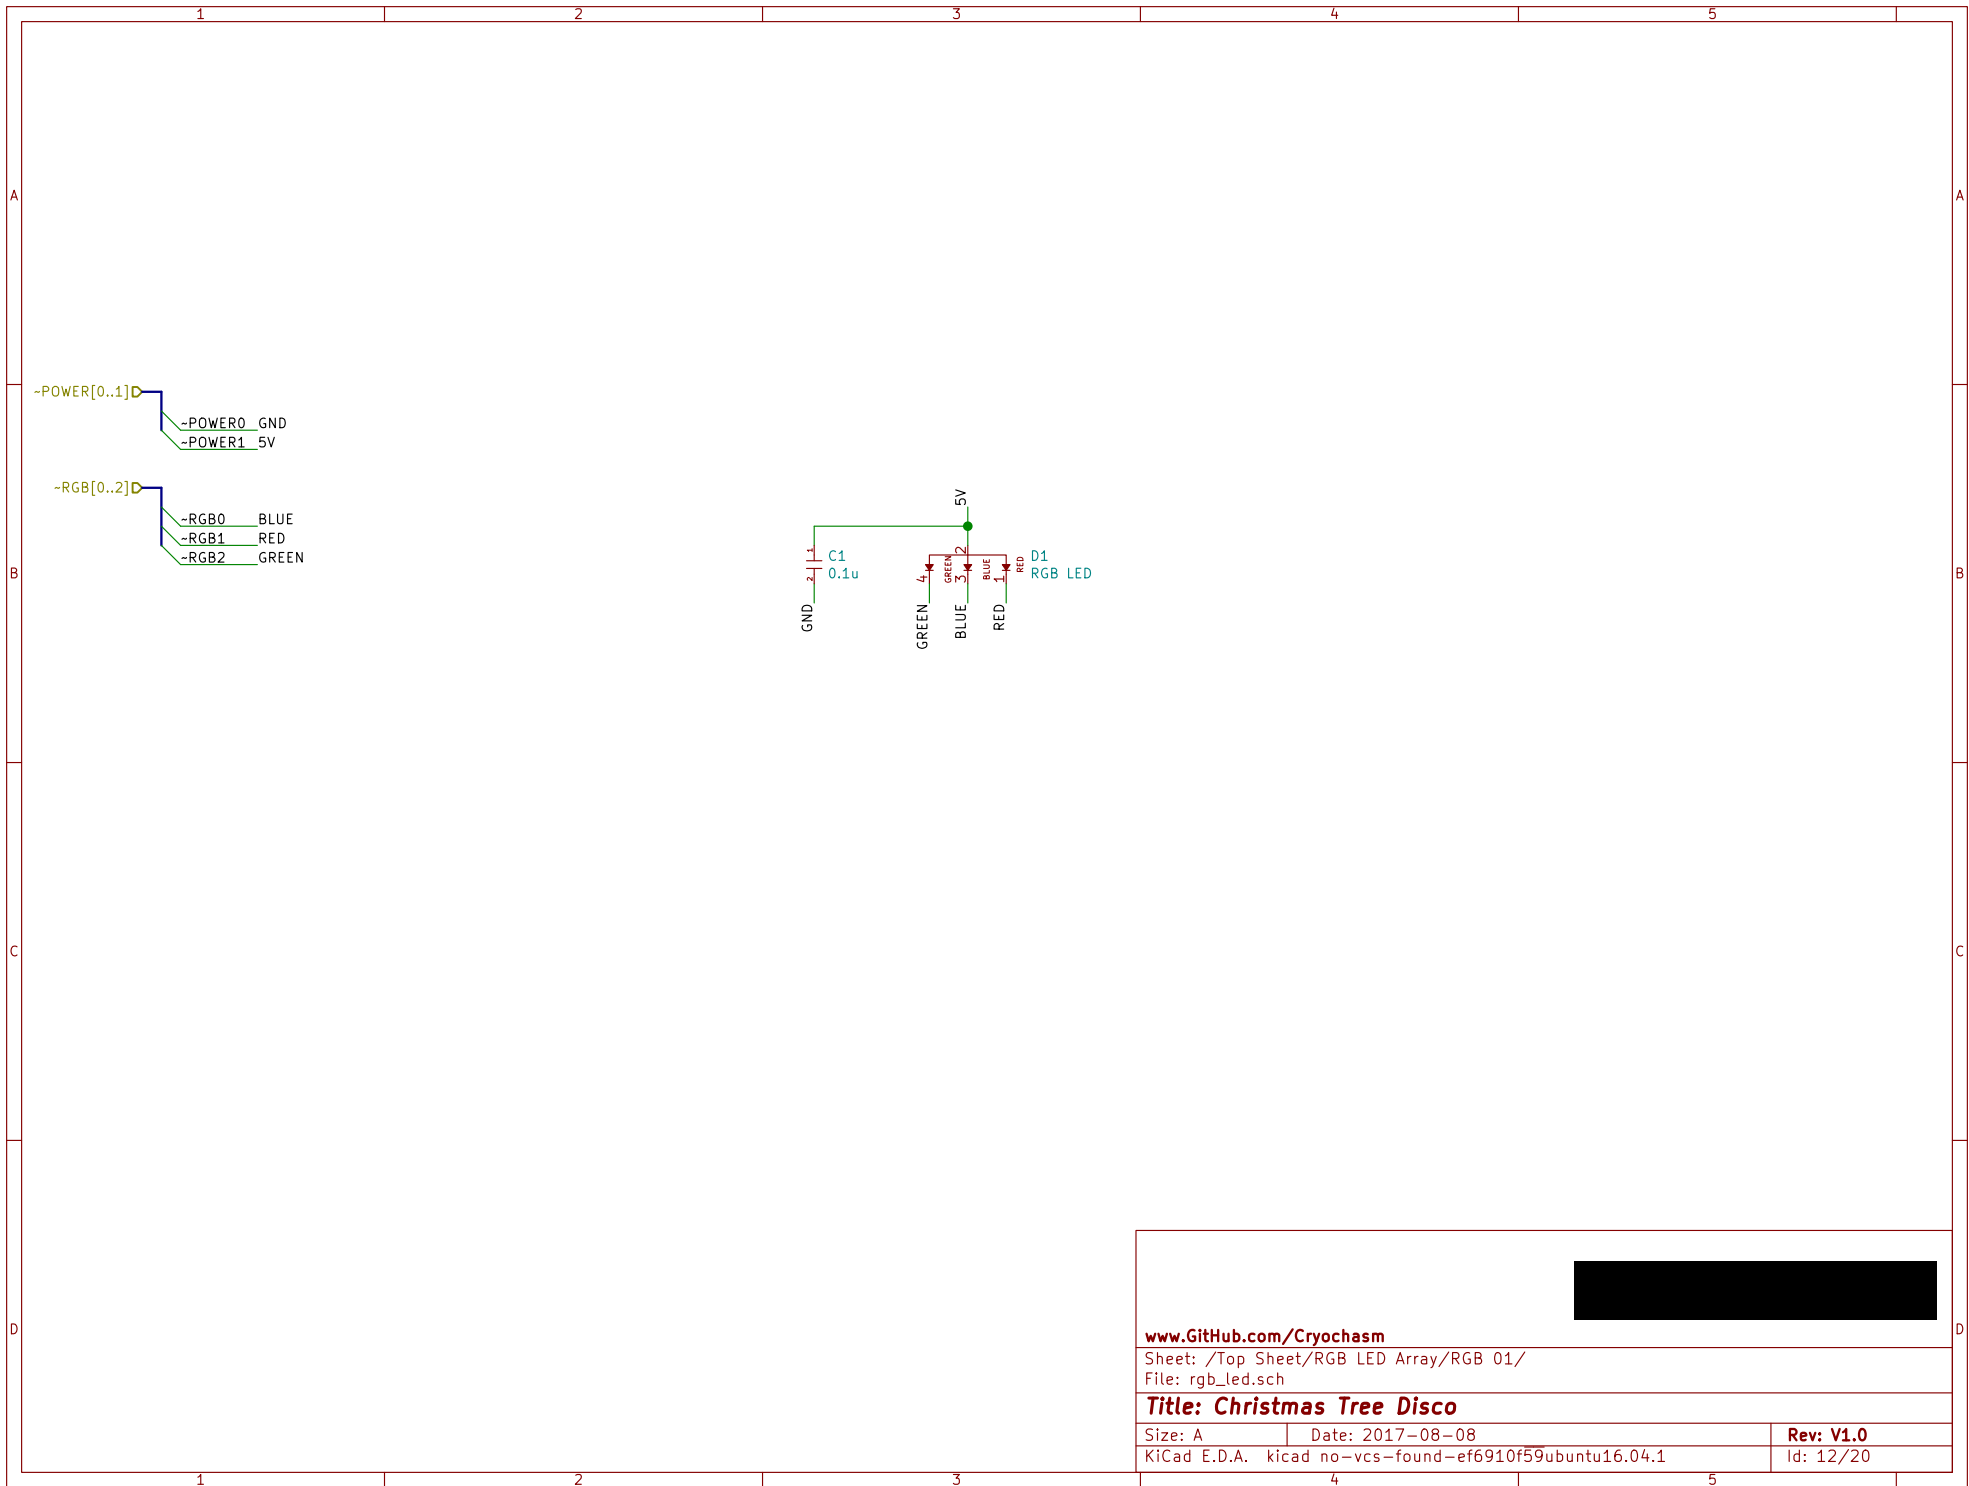 1 2 3 4 5
A A
~POWER[0..1]
~POWER0 GND
~POWER1 5V
~RGB[0..2]
~RGB0 BLUE
~RGB1 RED
~RGB2 GREEN
5V
1 C1 2 D1
2 0.1u 4 GREEN 3 BLUE 1 RED RGB LED
GND GREEN BLUE RED
B B
C C
D D
www.GitHub.com/Cryochasm
Sheet: /Top Sheet/RGB LED Array/RGB 01/
File: rgb_led.sch
Title: Christmas Tree Disco
Size: A Date: 2017-08-08 Rev: V1.0
KiCad E.D.A. kicad no-vcs-found-ef6910f59ubuntu16.04.1 Id: 12/20
1 2 3 4 5